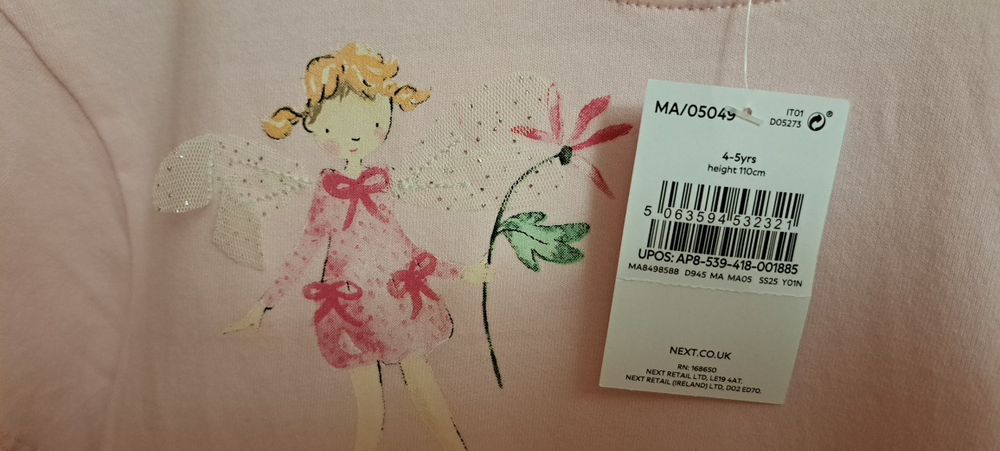 MA/05049
IT01
D05273
®
4-5yrs
height 110cm
5 063594 532321
UPOS: AP8-539-418-001885
MA8498588 D945 MA MA05 SS25 Y01N
NEXT.CO.UK
RN: 168650
NEXT RETAIL LTD, LE19 4AT.
NEXT RETAIL (IRELAND) LTD, D02 ED70.